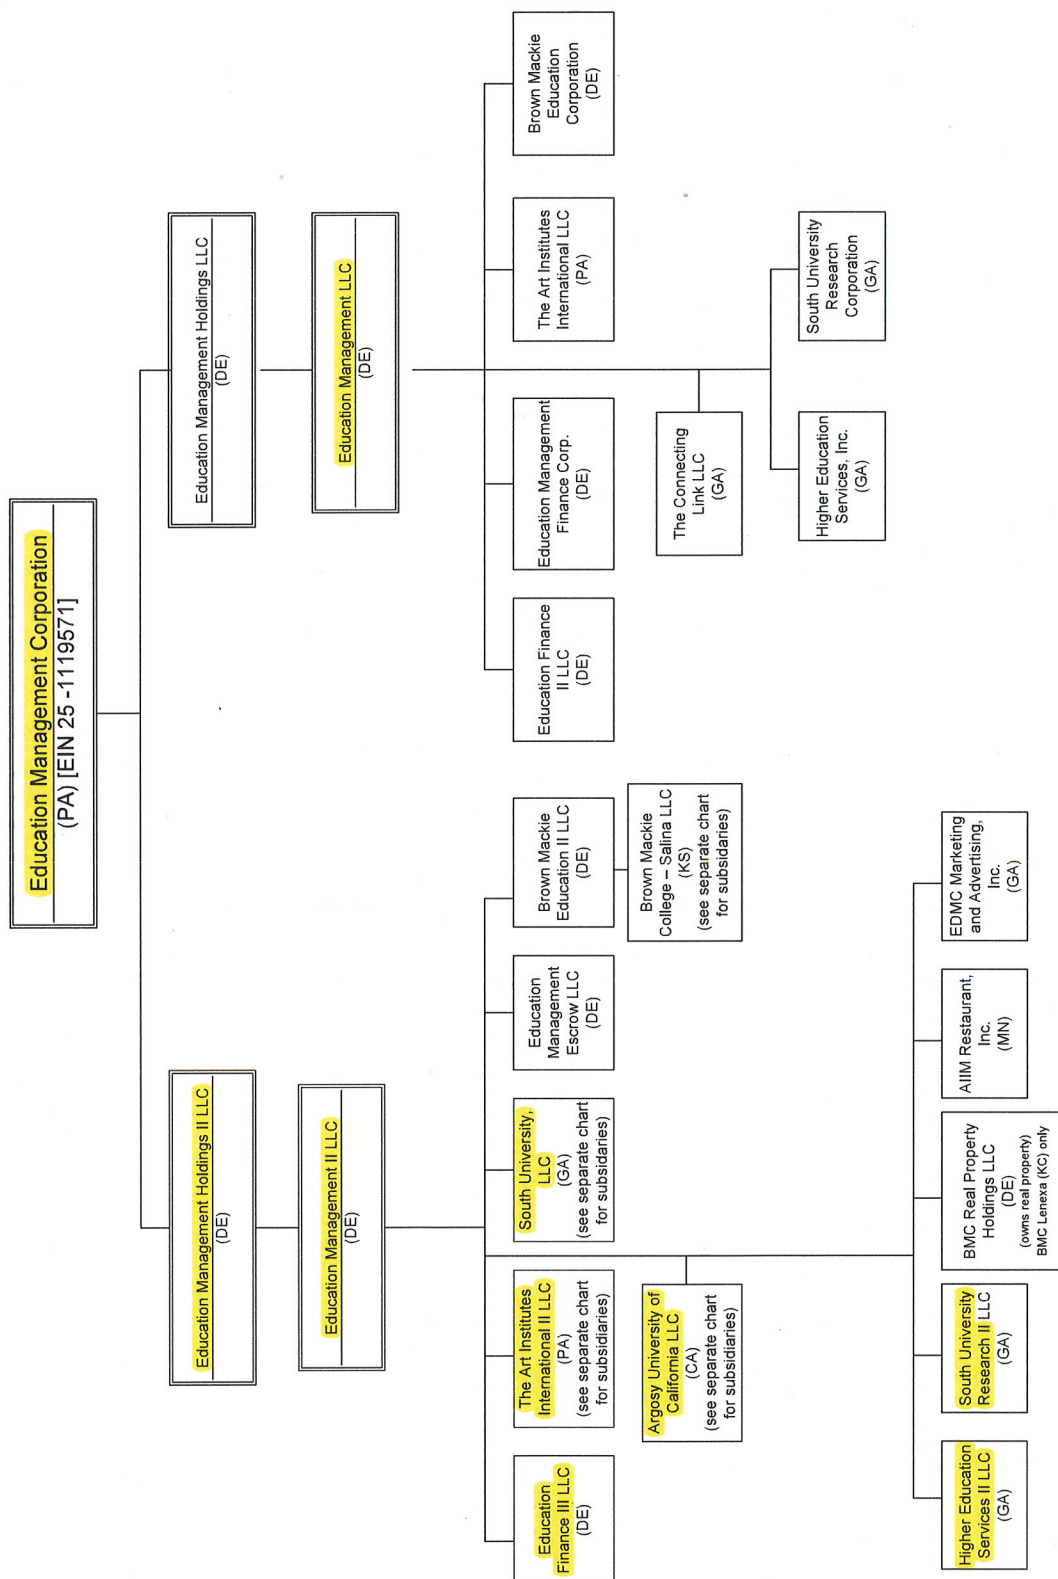 Education Management Corporation
(PA) [EIN 25 -1119571]
Education Management Holdings II LLC
(DE)
Education Management Holdings LLC
(DE)
Education Management II LLC
(DE)
Education Management LLC
(DE)
Education
Finance III LLC
(DE)
The Art Institutes
International II LLC
(PA)
(see separate chart
for subsidiaries)
South University,
LLC
(GA)
(see separate chart
for subsidaries)
Education
Management
Escrow LLC
(DE)
Brown Mackie
Education II LLC
(DE)
Education Finance
II LLC
(DE)
Education Management
Finance Corp.
(DE)
The Art Institutes
International LLC
(PA)
Brown Mackie
Education
Corporation
(DE)
Argosy University of
California LLC
(CA)
(see separate chart
for subsidiaries)
Brown Mackie
College – Salina LLC
(KS)
(see separate chart
for subsidaries)
The Connecting
Link LLC
(GA)
Higher Education
Services, Inc.
(GA)
South University
Research
Corporation
(GA)
Higher Education
Services II LLC
(GA)
South University
Research II LLC
(GA)
BMC Real Property
Holdings LLC
(DE)
(owns real property)
BMC Lenexa (KC) only
AIIM Restaurant,
Inc.
(MN)
EDMC Marketing
and Advertising,
Inc.
(GA)